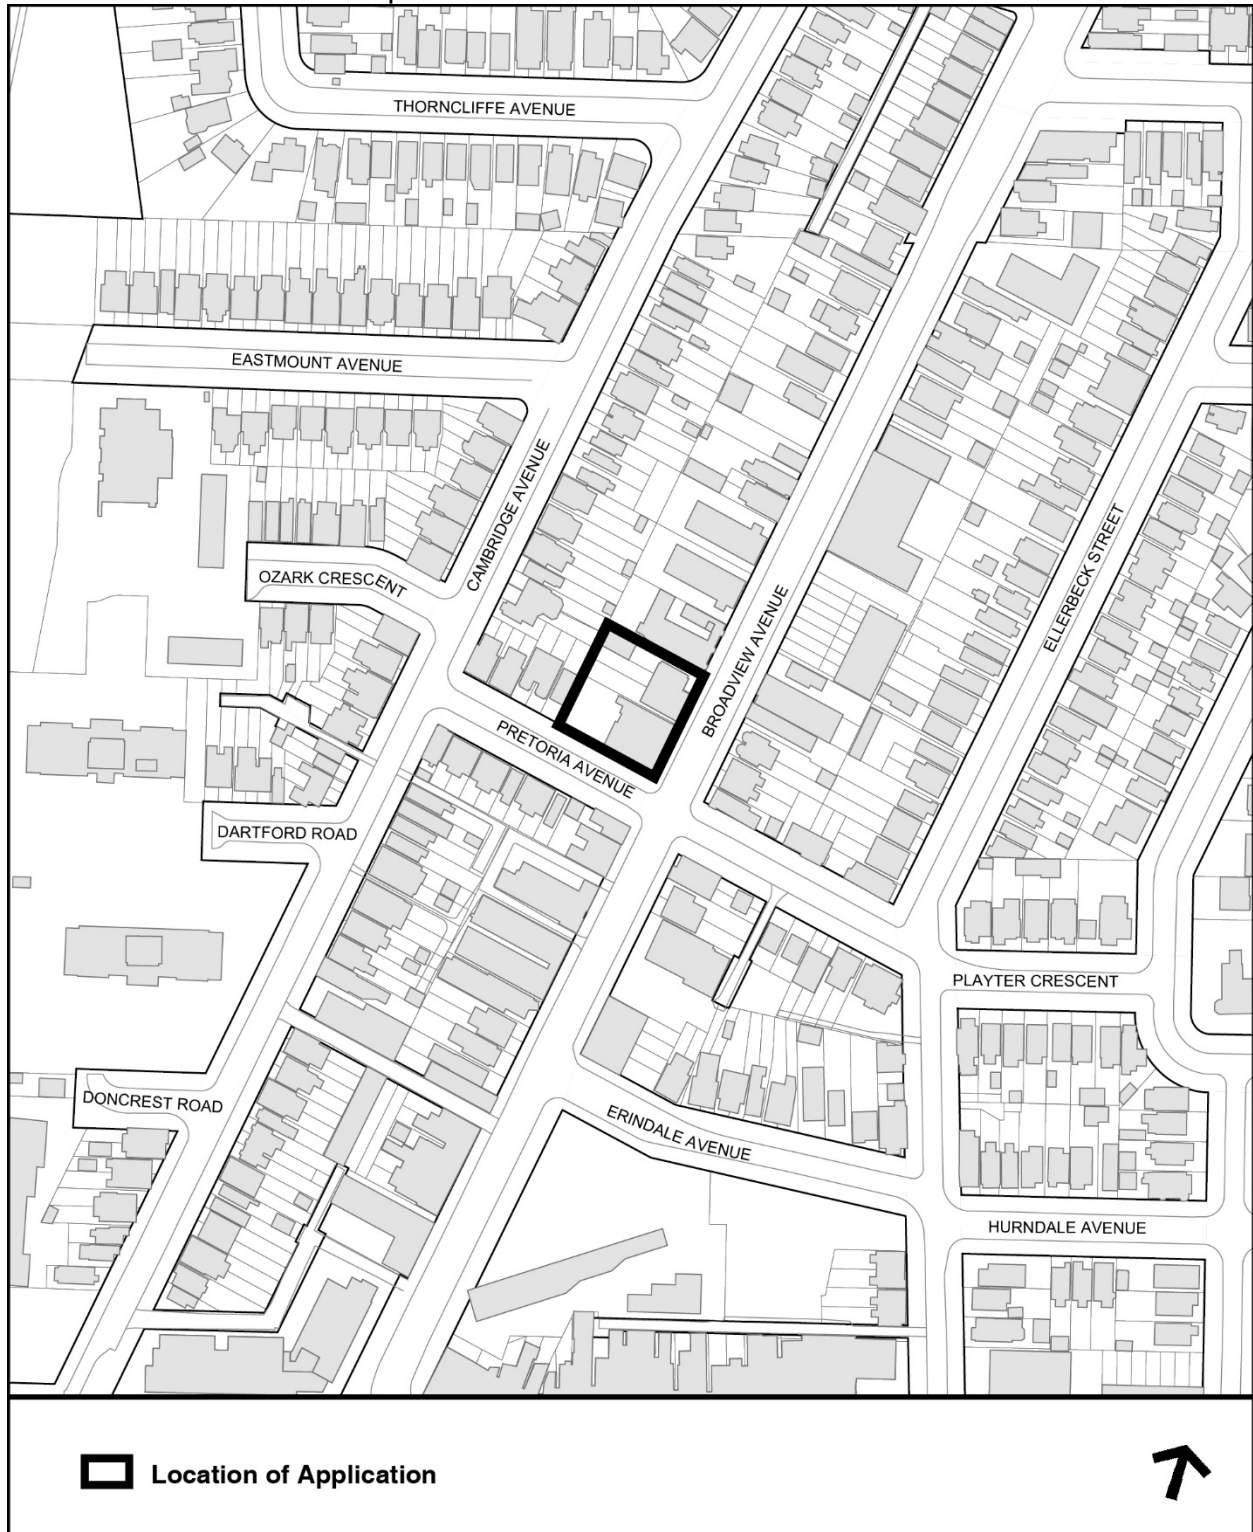 THORNCLIFFE AVENUE
EASTMOUNT AVENUE
CAMBRIDGE AVENUE
OZARK CRESCENT
ELLERBECK STREET
BROADVIEW AVENUE
PRETORIA AVENUE
DARTFORD ROAD
PLAYTER CRESCENT
DONCREST ROAD
ERINDALE AVENUE
HURNDALE AVENUE
Location of Application